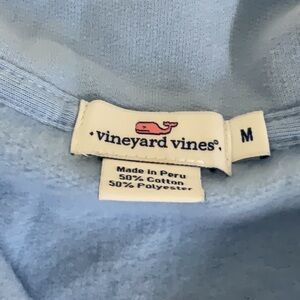 vineyard vines®
M
Made in Peru
50% Cotton
50% Polyester